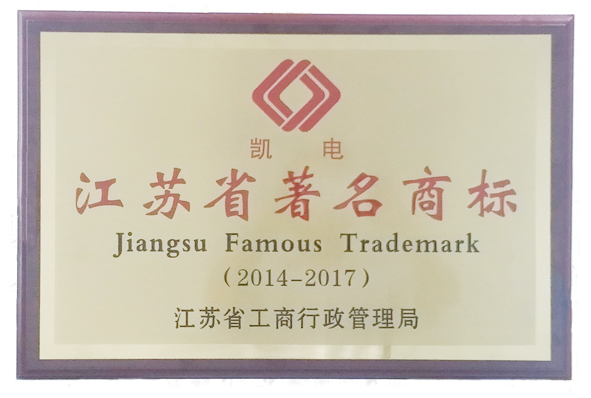 凯 电
江苏省著名商标
Jiangsu Famous Trademark
(2014-2017)
江苏省工商行政管理局